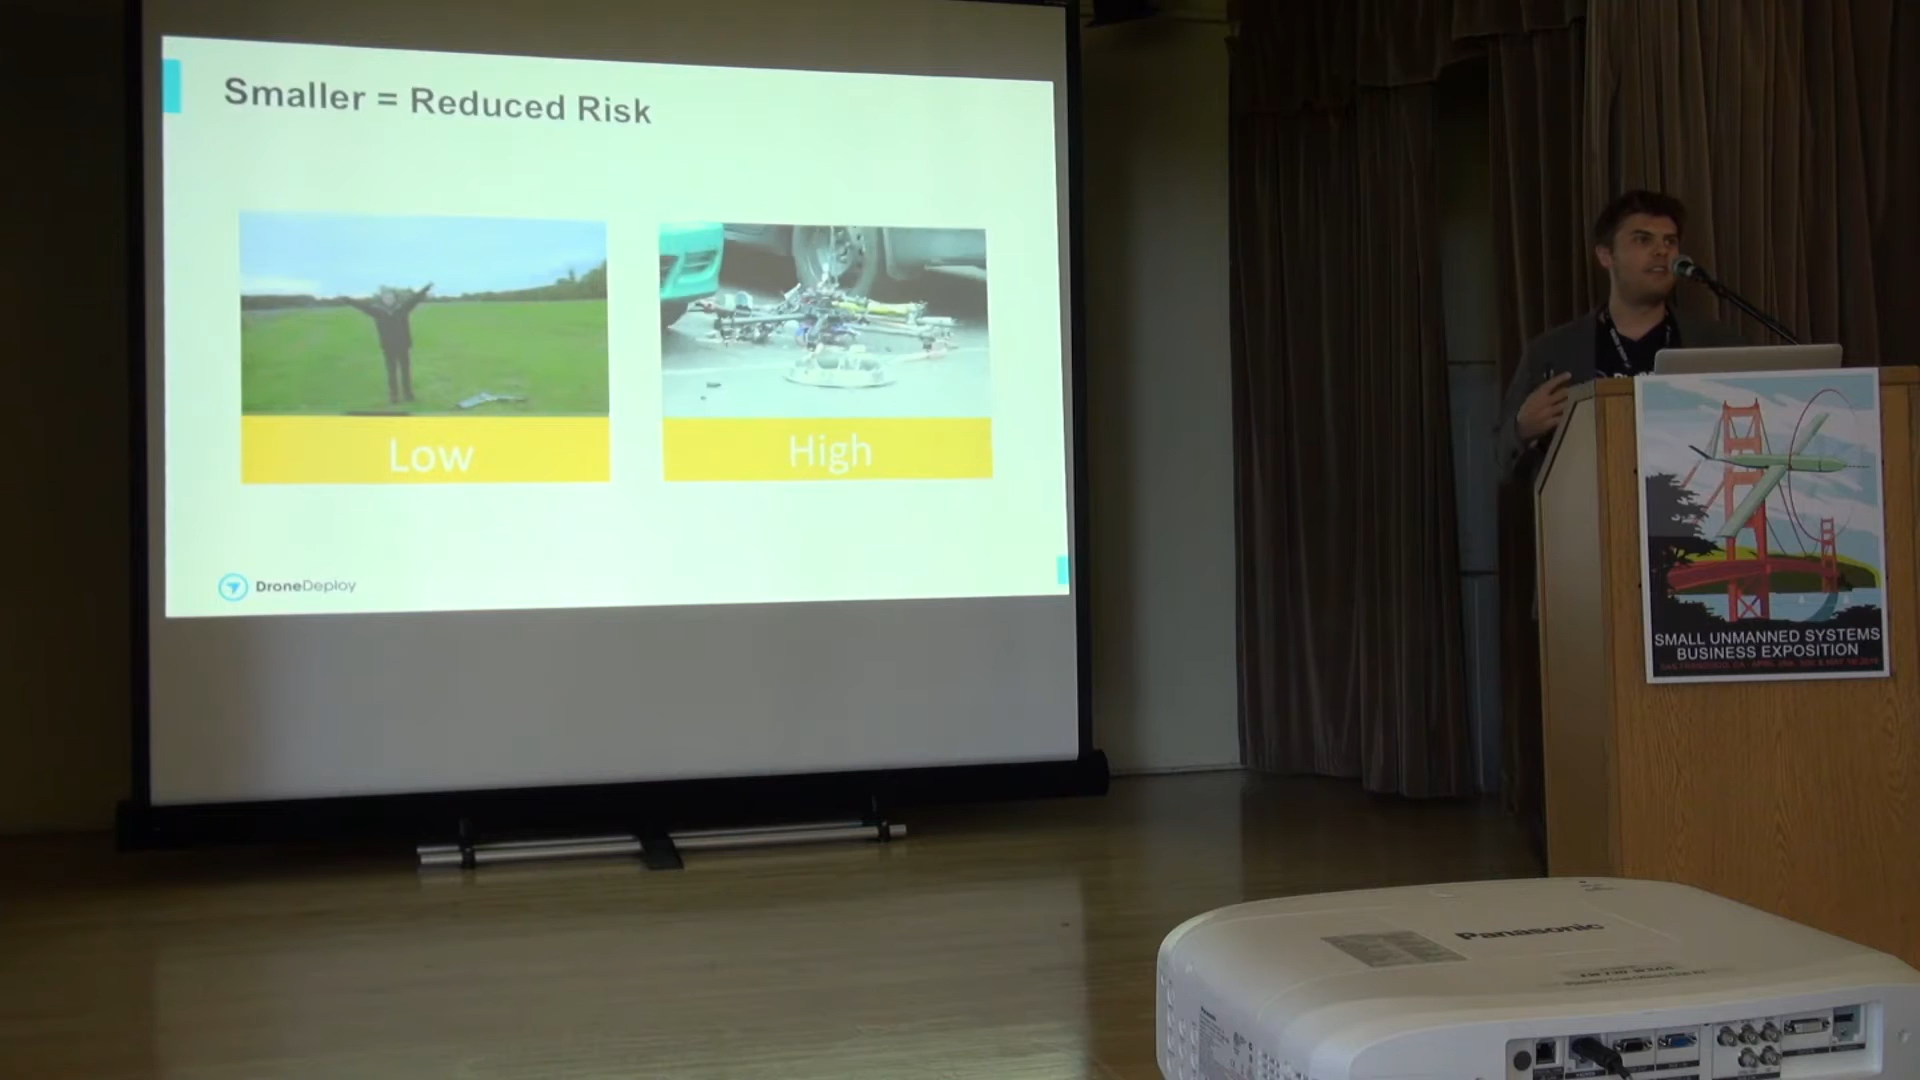 Smaller = Reduced Risk
Low
High
DroneDeploy
SMALL UNMANNED SYSTEMS
BUSINESS EXPOSITION
Panasonic